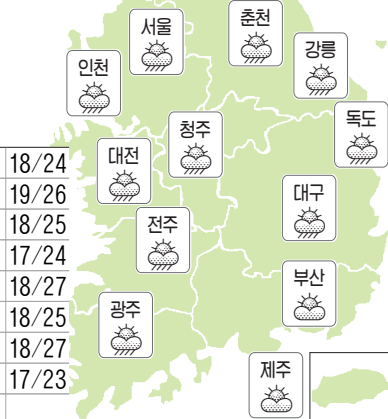 서울
춘천
강릉
인천
독도
청주
대전
18/24
19/26
대구
18/25
전주
17/24
18/27
부산
광주
18/25
18/27
제주
17/23